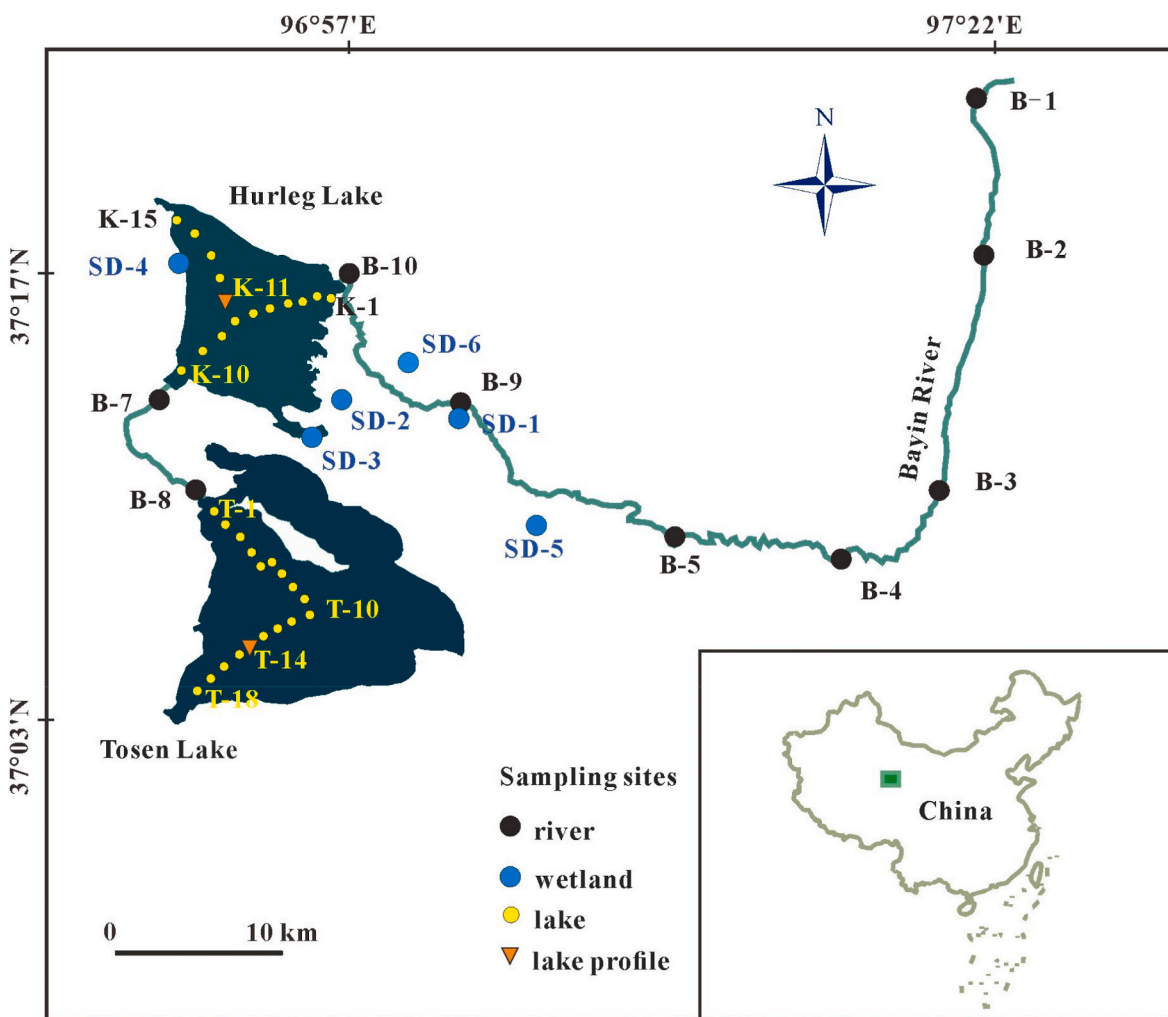 96°57'E
97°22'E
B-1
N
Hurleg Lake
K-15
B-2
SD-4
B-10
37°17'N
K-11
K-1
SD-6
K-10
B-9
B-7
SD-2
SD-1
Bayin River
SD-3
B-8
B-3
T-1
SD-5
B-5
B-4
T-10
T-14
T-18
37°03'N
Tosen Lake
Sampling sites
river
wetland
lake
lake profile
0
10 km
China